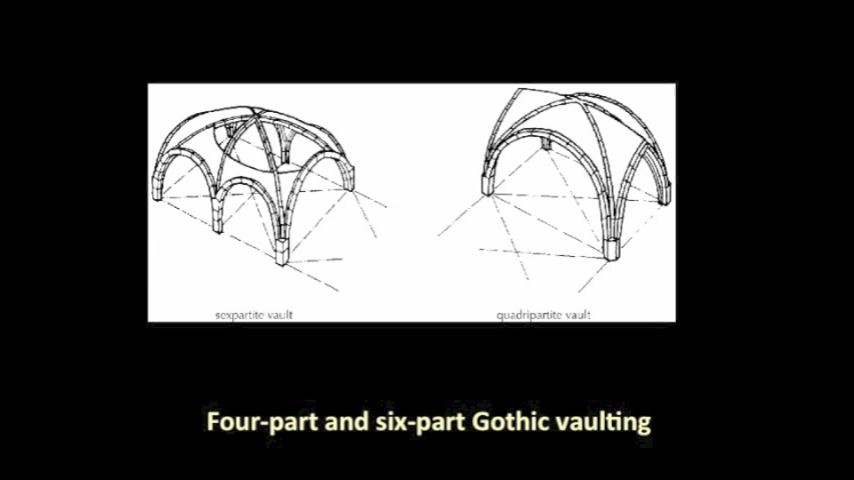 sexpartite vault
quadripartite vault
Four-part and six-part Gothic vaulting